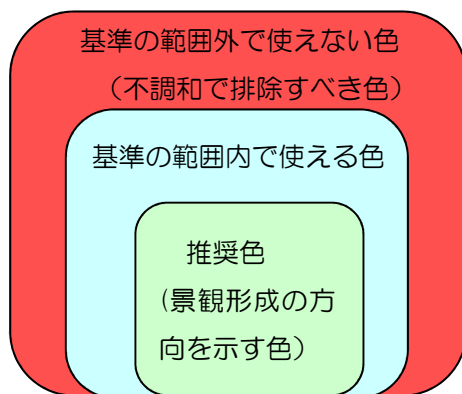 基準の範囲外で使えない色
（不調和で排除すべき色）
基準の範囲内で使える色
推奨色
(景観形成の方
向を示す色）